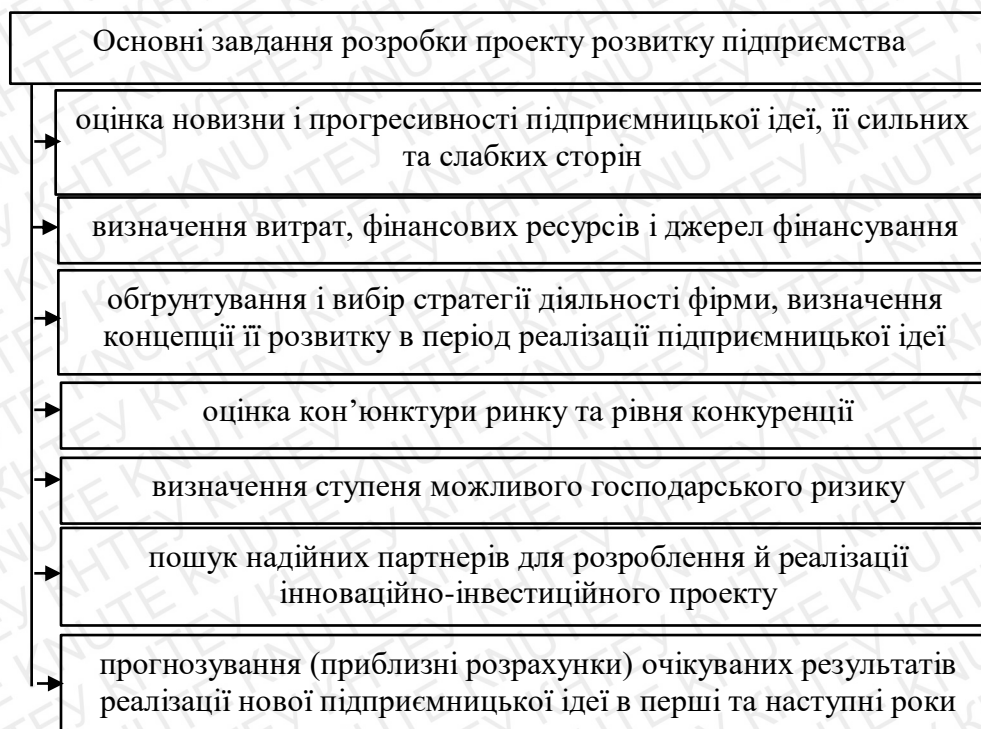 Основні завдання розробки проекту розвитку підприємства
оцінка новизни і прогресивності підприємницької ідеї, її сильних
та слабких сторін
визначення витрат, фінансових ресурсів і джерел фінансування
обґрунтування і вибір стратегії діяльності фірми, визначення
концепції її розвитку в період реалізації підприємницької ідеї
оцінка кон’юнктури ринку та рівня конкуренції
визначення ступеня можливого господарського ризику
пошук надійних партнерів для розроблення й реалізації
інноваційно-інвестиційного проекту
прогнозування (приблизні розрахунки) очікуваних результатів
реалізації нової підприємницької ідеї в перші та наступні роки